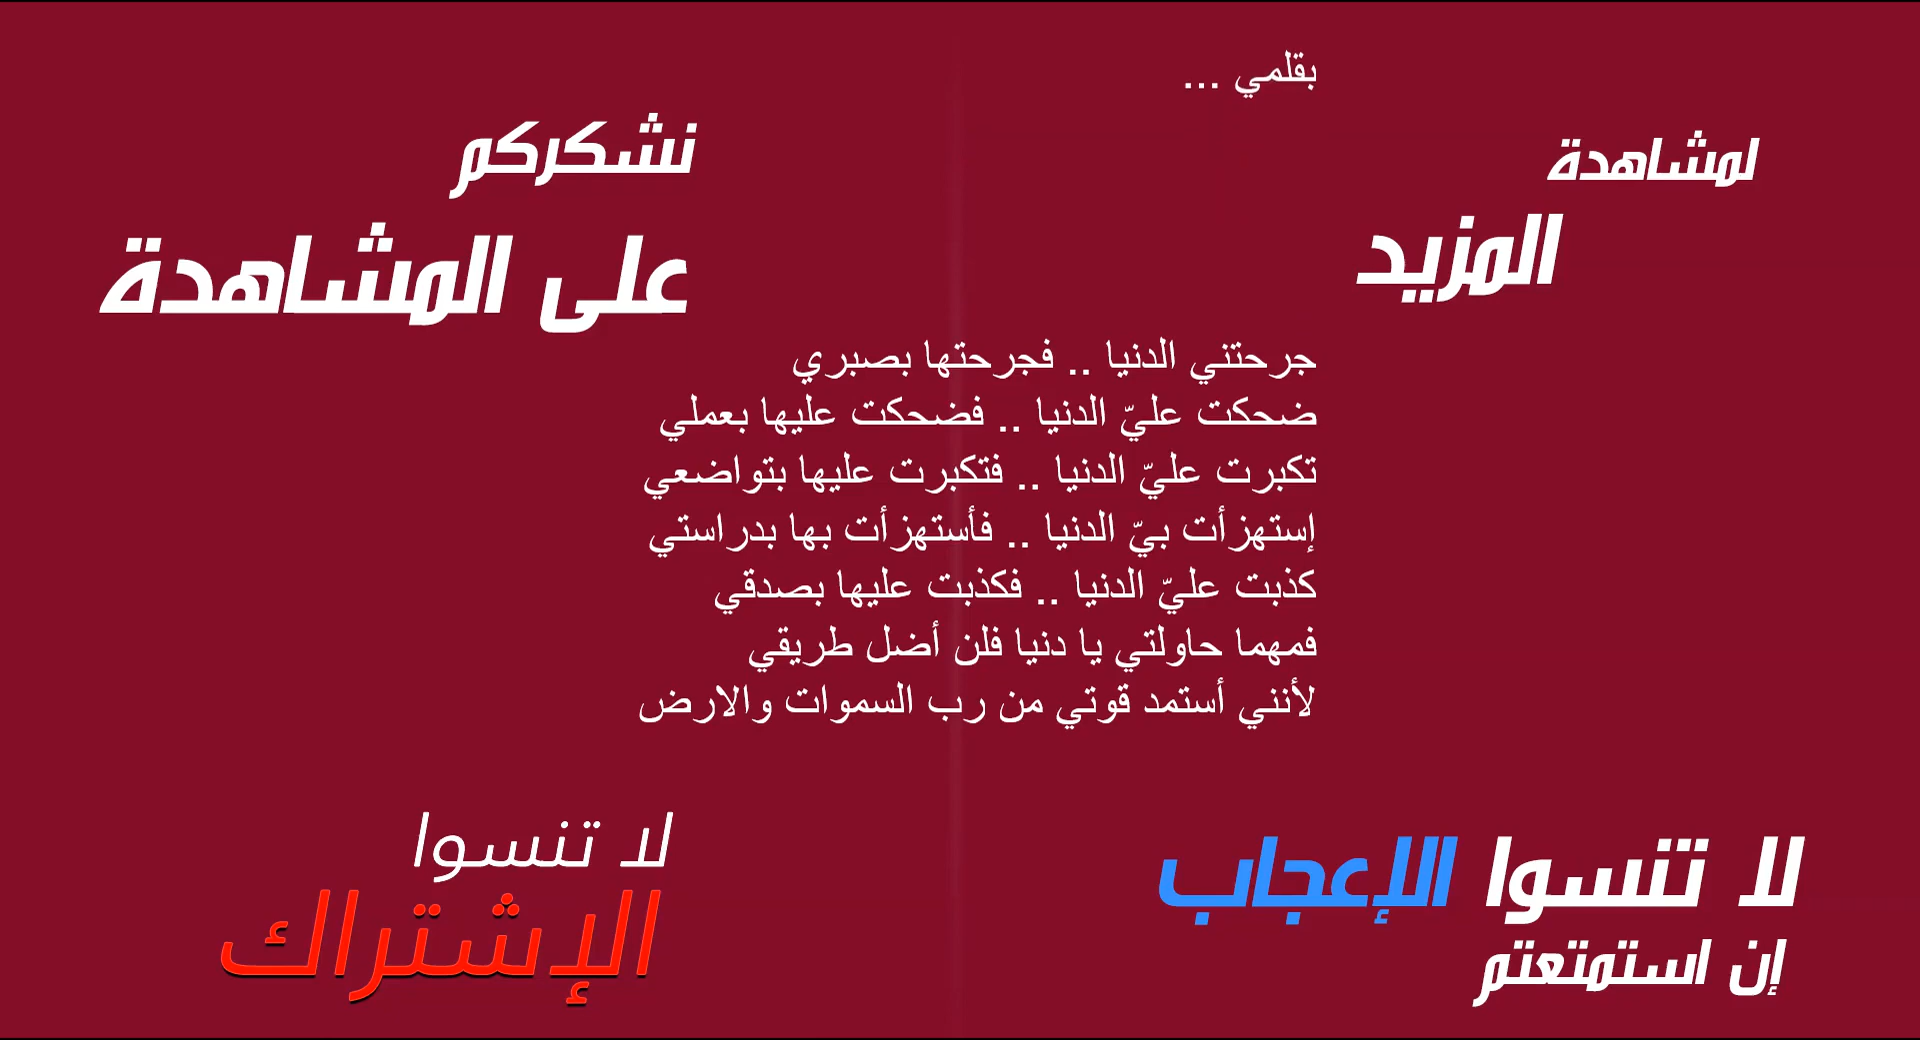 بقلمي ...
نشكركم
على المشاهدة
لمشاهدة
المزيد
جرحتني الدنيا .. فجرحتها بصبري
ضحكت عليّ الدنيا .. فضحكت عليها بعملي
تكبرت عليّ الدنيا .. فتكبرت عليها بتواضعي
إستهزأت بيّ الدنيا .. فأستهزأت بها بدراستي
كذبت عليّ الدنيا .. فكذبت عليها بصدقي
فمهما حاولتي يا دنيا فلن أضل طريقي
لأنني أستمد قوتي من رب السموات والارض
لا تنسوا الإعجاب
إن استمتعتم
لا تنسوا
الإشتراك